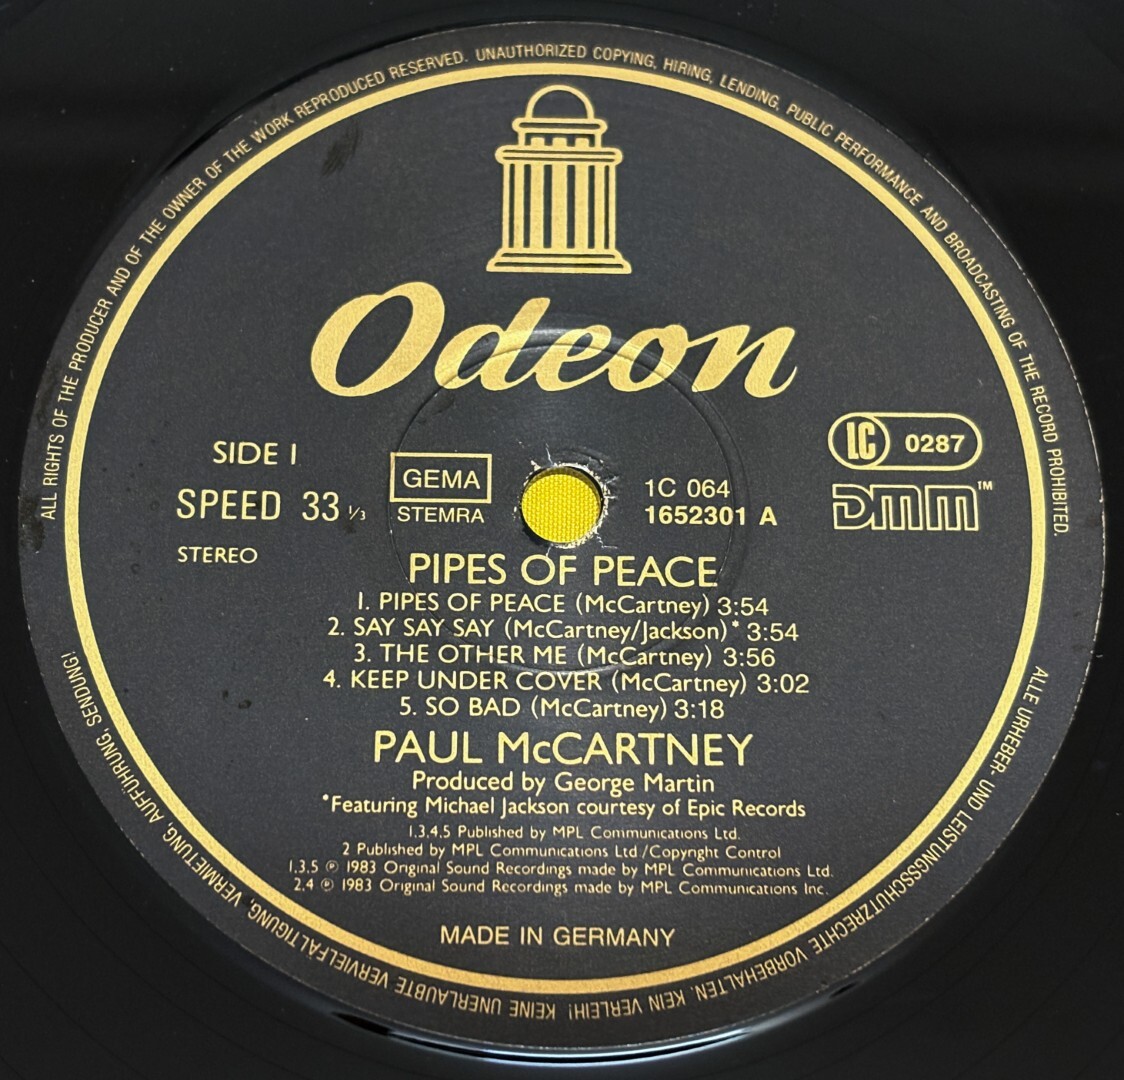 ALL RIGHTS OF THE PRODUCER AND OF THE OWNER OF THE WORK REPRODUCED RESERVED. UNAUTHORIZED COPYING, HIRING, LENDING, PUBLIC PERFORMANCE AND BROADCASTING OF THE RECORD PROHIBITED.
Odeon
SIDE 1
SPEED 33 1/3
STEREO
GEMA
STEMRA
1C 064
1652301 A
LC 0287
DMM™
PIPES OF PEACE
1. PIPES OF PEACE (McCartney) 3:54
2. SAY SAY SAY (McCartney/Jackson)* 3:54
3. THE OTHER ME (McCartney) 3:56
4. KEEP UNDER COVER (McCartney) 3:02
5. SO BAD (McCartney) 3:18
PAUL McCARTNEY
Produced by George Martin
*Featuring Michael Jackson courtesy of Epic Records
1.3.4.5 Published by MPL Communications Ltd.
2 Published by MPL Communications Ltd./Copyright Control
1.3.5 ℗ 1983 Original Sound Recordings made by MPL Communications Ltd.
2.4 ℗ 1983 Original Sound Recordings made by MPL Communications Inc.
MADE IN GERMANY
ALLE URHEBER- UND LEISTUNGSSCHUTZRECHTE VORBEHALTEN. KEIN VERLEIH! KEINE UNERLAUBTE VERVIELFALTIGUNG, VERMIETUNG, AUFFÜHRUNG, SENDUNG!